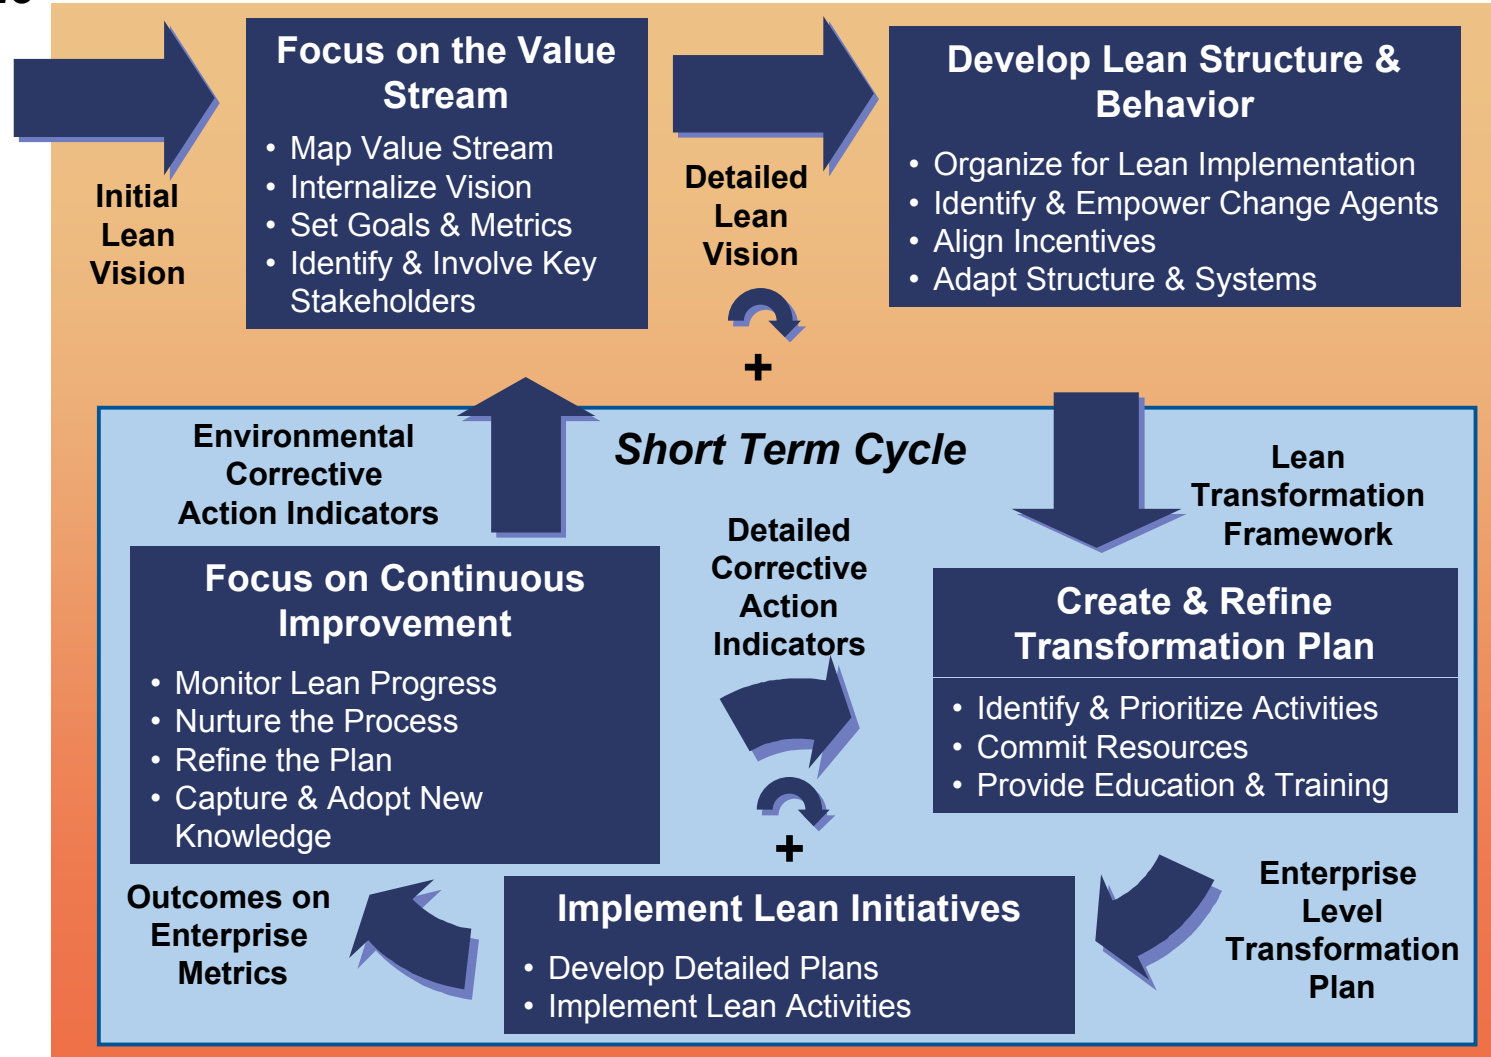 Focus on the Value
Stream
• Map Value Stream
• Internalize Vision
• Set Goals & Metrics
• Identify & Involve Key
Stakeholders
Develop Lean Structure &
Behavior
• Organize for Lean Implementation
• Identify & Empower Change Agents
• Align Incentives
• Adapt Structure & Systems
Initial
Lean
Vision
Detailed
Lean
Vision
+
Environmental
Corrective
Action Indicators
Short Term Cycle
Lean
Transformation
Framework
Detailed
Corrective
Action
Indicators
Focus on Continuous
Improvement
• Monitor Lean Progress
• Nurture the Process
• Refine the Plan
• Capture & Adopt New
Knowledge
Create & Refine
Transformation Plan
• Identify & Prioritize Activities
• Commit Resources
• Provide Education & Training
+
Outcomes on
Enterprise
Metrics
Implement Lean Initiatives
• Develop Detailed Plans
• Implement Lean Activities
Enterprise
Level
Transformation
Plan